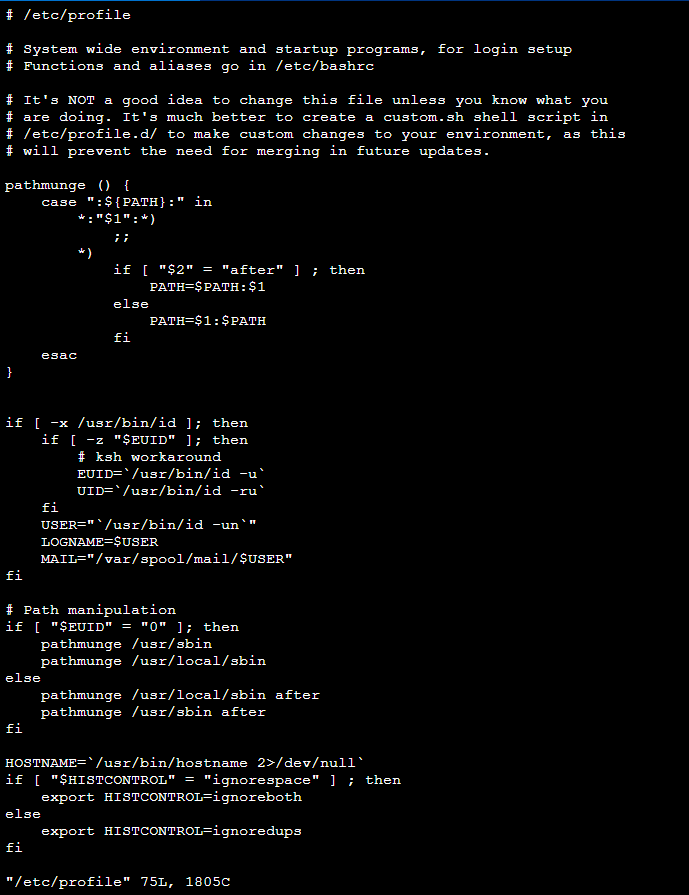 # /etc/profile

# System wide environment and startup programs, for login setup
# Functions and aliases go in /etc/bashrc

# It's NOT a good idea to change this file unless you know what you
# are doing. It's much better to create a custom.sh shell script in
# /etc/profile.d/ to make custom changes to your environment, as this
# will prevent the need for merging in future updates.

pathmunge () {
    case ":${PATH}:" in
        *:"$1":*)
            ;;
        *)
            if [ "$2" = "after" ] ; then
                PATH=$PATH:$1
            else
                PATH=$1:$PATH
            fi
    esac
}


if [ -x /usr/bin/id ]; then
    if [ -z "$EUID" ]; then
        # ksh workaround
        EUID=`/usr/bin/id -u`
        UID=`/usr/bin/id -ru`
    fi
    USER="`/usr/bin/id -un`"
    LOGNAME=$USER
    MAIL="/var/spool/mail/$USER"
fi

# Path manipulation
if [ "$EUID" = "0" ]; then
    pathmunge /usr/sbin
    pathmunge /usr/local/sbin
else
    pathmunge /usr/local/sbin after
    pathmunge /usr/sbin after
fi

HOSTNAME=`/usr/bin/hostname 2>/dev/null`
if [ "$HISTCONTROL" = "ignorespace" ] ; then
    export HISTCONTROL=ignoreboth
else
    export HISTCONTROL=ignoredups
fi

"/etc/profile" 75L, 1805C